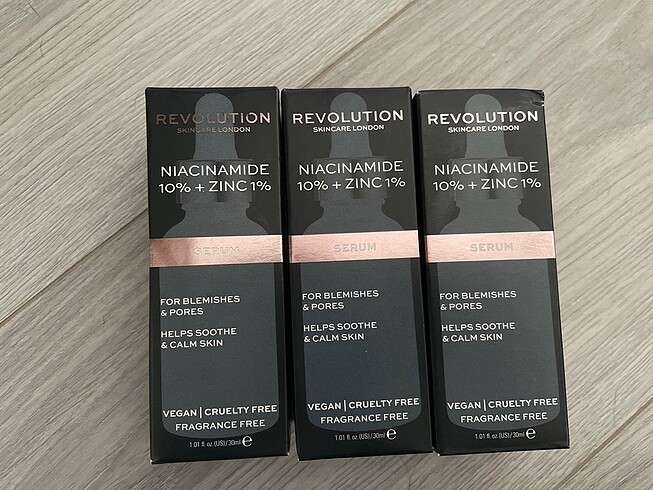 REVOLUTION
SKINCARE LONDON
NIACINAMIDE
10% + ZINC 1%
SERUM
FOR BLEMISHES
& PORES
HELPS SOOTHE
& CALM SKIN
VEGAN | CRUELTY FREE
FRAGRANCE FREE
1.01 fl. oz. (US)/30ml e
REVOLUTION
SKINCARE LONDON
NIACINAMIDE
10% + ZINC 1%
SERUM
FOR BLEMISHES
& PORES
HELPS SOOTHE
& CALM SKIN
VEGAN | CRUELTY FREE
FRAGRANCE FREE
1.01 fl. oz. (US)/30ml e
REVOLUTION
SKINCARE LONDON
NIACINAMIDE
10% + ZINC 1%
SERUM
FOR BLEMISHES
& PORES
HELPS SOOTHE
& CALM SKIN
VEGAN | CRUELTY FREE
FRAGRANCE FREE
1.01 fl. oz. (US)/30ml e